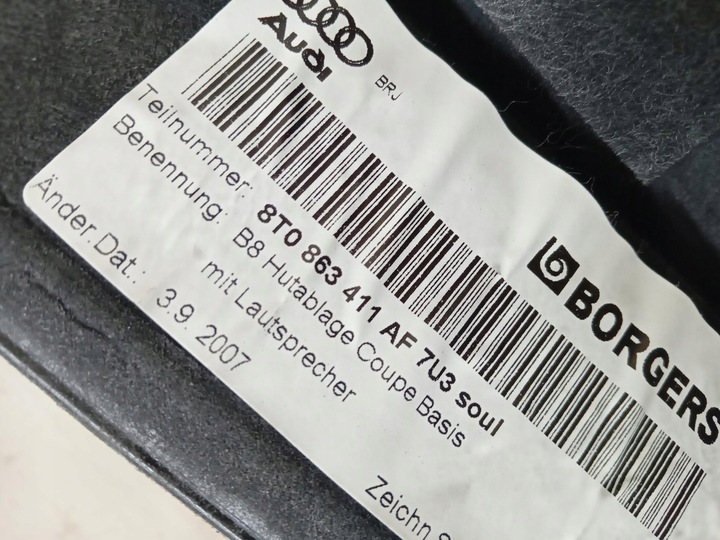 Audi
BRJ
BORGERS
Teilnummer: 8T0 863 411 AF 7U3 soul
Benennung: B8 Hutablage Coupe Basis
mit Lautsprecher
Änder.Dat.: 3.9. 2007
Zeichn